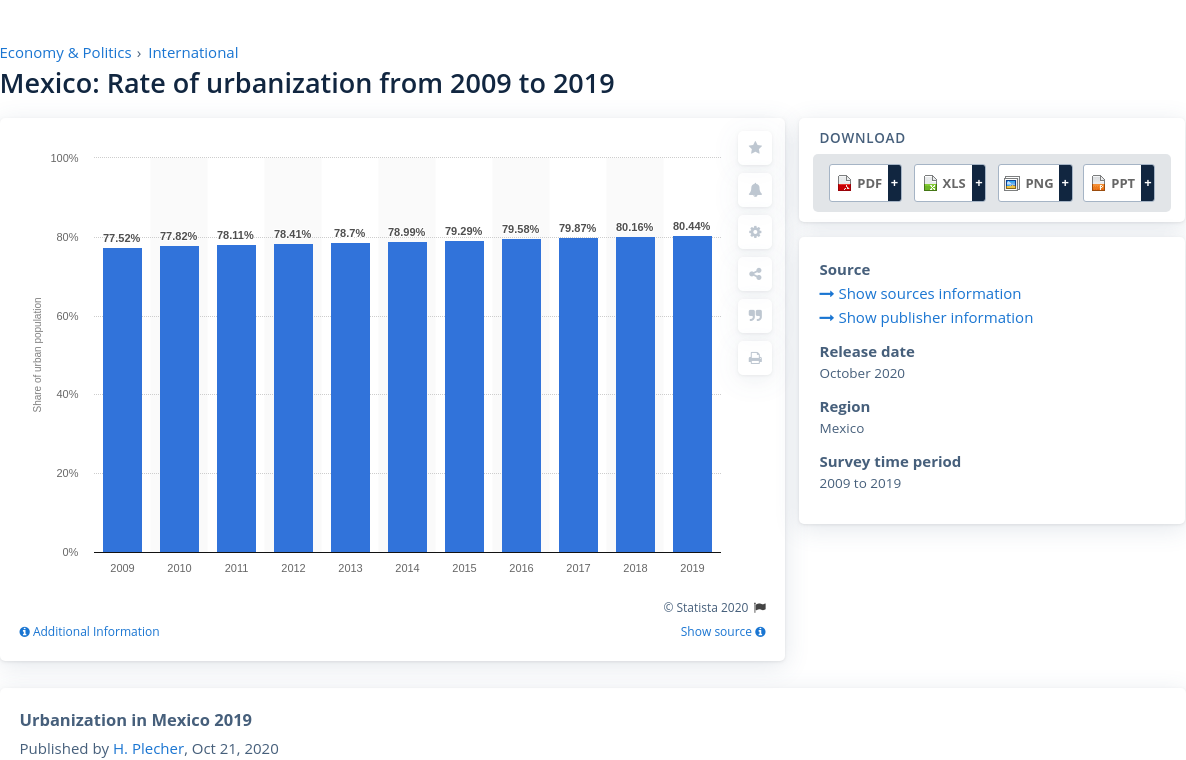 Economy & Politics › International
Mexico: Rate of urbanization from 2009 to 2019
100%
80%
60%
40%
20%
0%
Share of urban population
77.52% 77.82% 78.11% 78.41% 78.7% 78.99% 79.29% 79.58% 79.87% 80.16% 80.44%
2009 2010 2011 2012 2013 2014 2015 2016 2017 2018 2019
© Statista 2020
Additional Information
Show source
DOWNLOAD
PDF + XLS + PNG + PPT +
Source
Show sources information
Show publisher information
Release date
October 2020
Region
Mexico
Survey time period
2009 to 2019
Urbanization in Mexico 2019
Published by H. Plecher, Oct 21, 2020